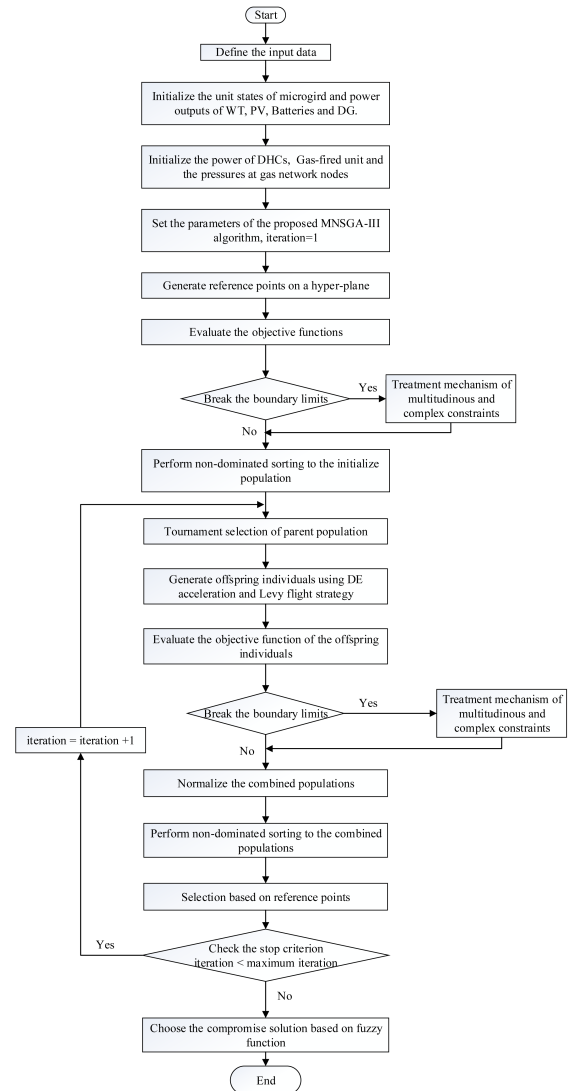 Start
Define the input data
Initialize the unit states of microgird and power
outputs of WT, PV, Batteries and DG.
Initialize the power of DHCs, Gas-fired unit and
the pressures at gas network nodes
Set the parameters of the proposed MNSGA-III
algorithm, iteration=1
Generate reference points on a hyper-plane
Evaluate the objective functions
Break the boundary limits
Yes
Treatment mechanism of
multitudinous and
complex constraints
No
Perform non-dominated sorting to the initialize
population
Tournament selection of parent population
Generate offspring individuals using DE
acceleration and Levy flight strategy
Evaluate the objective function of the offspring
individuals
Break the boundary limits
Yes
Treatment mechanism of
multitudinous and
complex constraints
iteration = iteration +1
No
Normalize the combined populations
Perform non-dominated sorting to the combined
populations
Selection based on reference points
Yes
Check the stop criterion
iteration < maximum iteration
No
Choose the compromise solution based on fuzzy
function
End